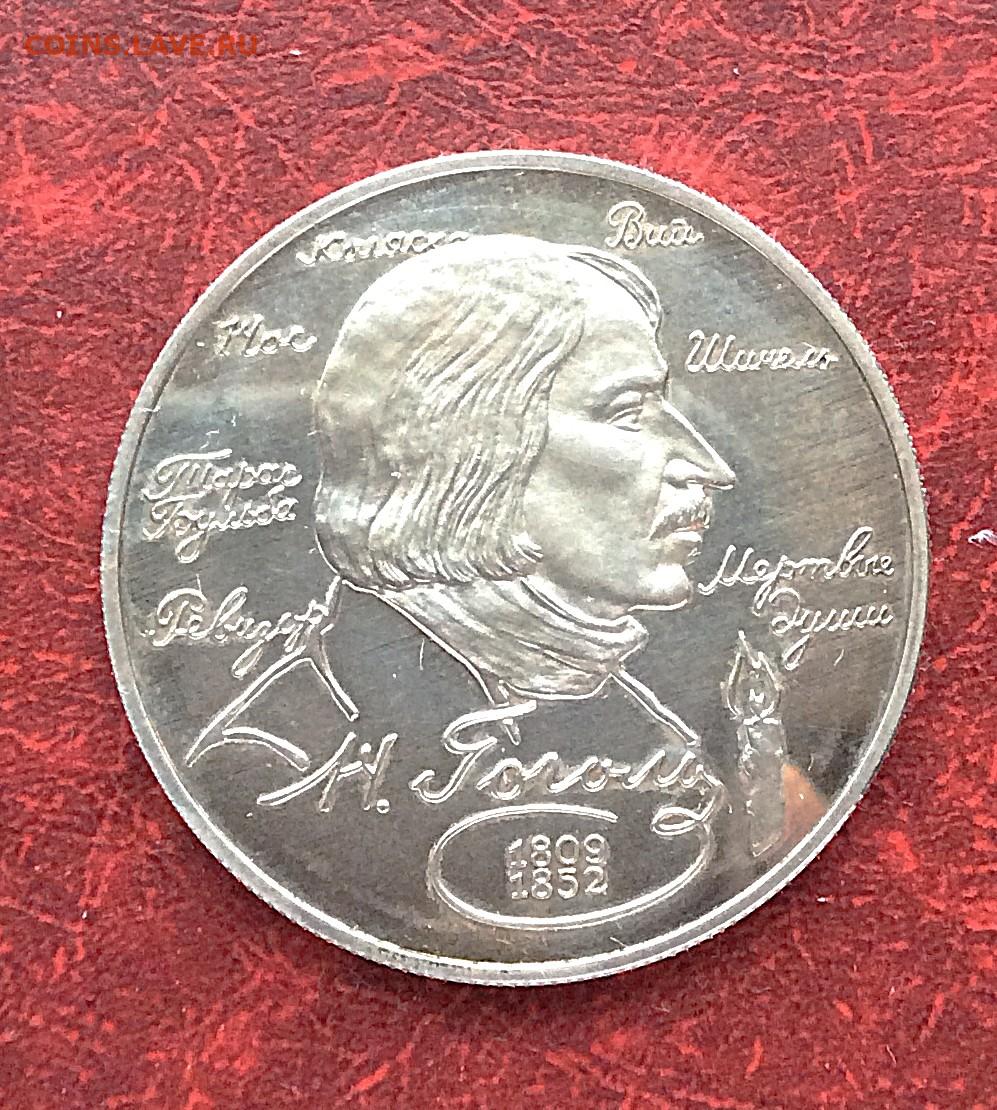 COINS.LAVE.RU
Коляска
Вий
Нос
Шинель
Тарас
Бульба
Мертвые
души
Ревизор
Н. Гоголь
1809
1852